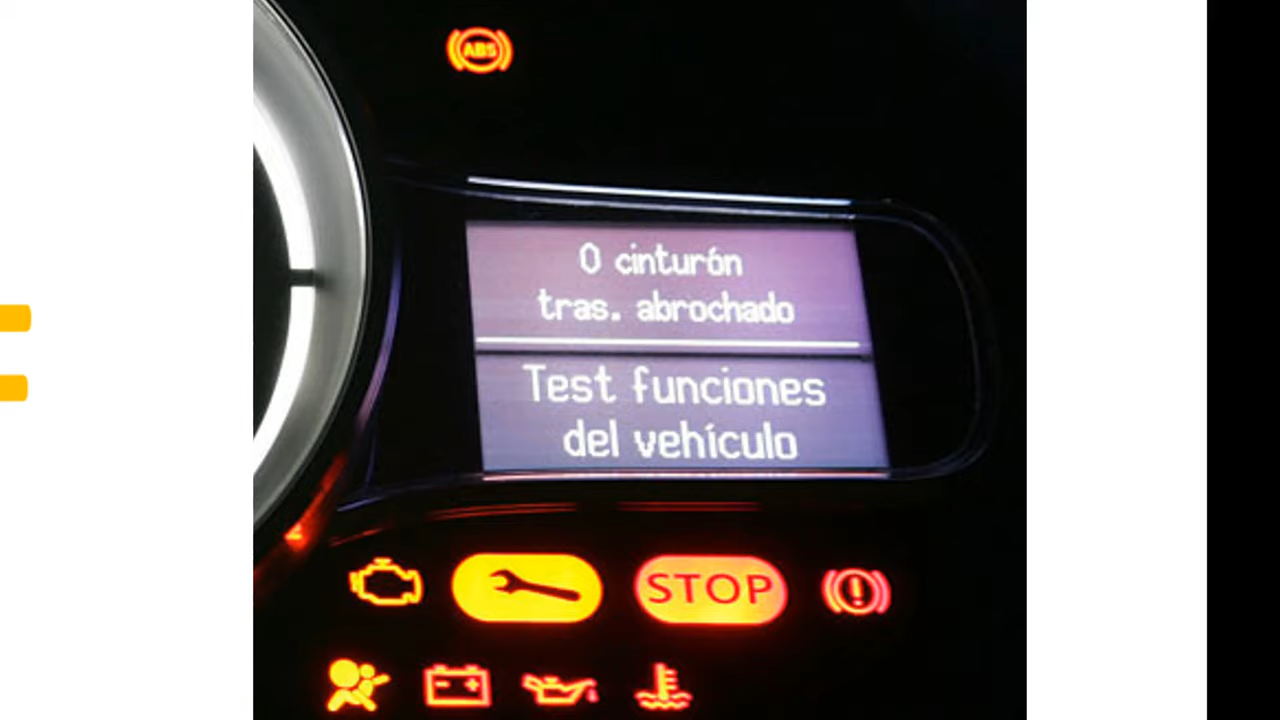 ABS
0 cinturón
tras. abrochado
Test funciones
del vehículo
STOP